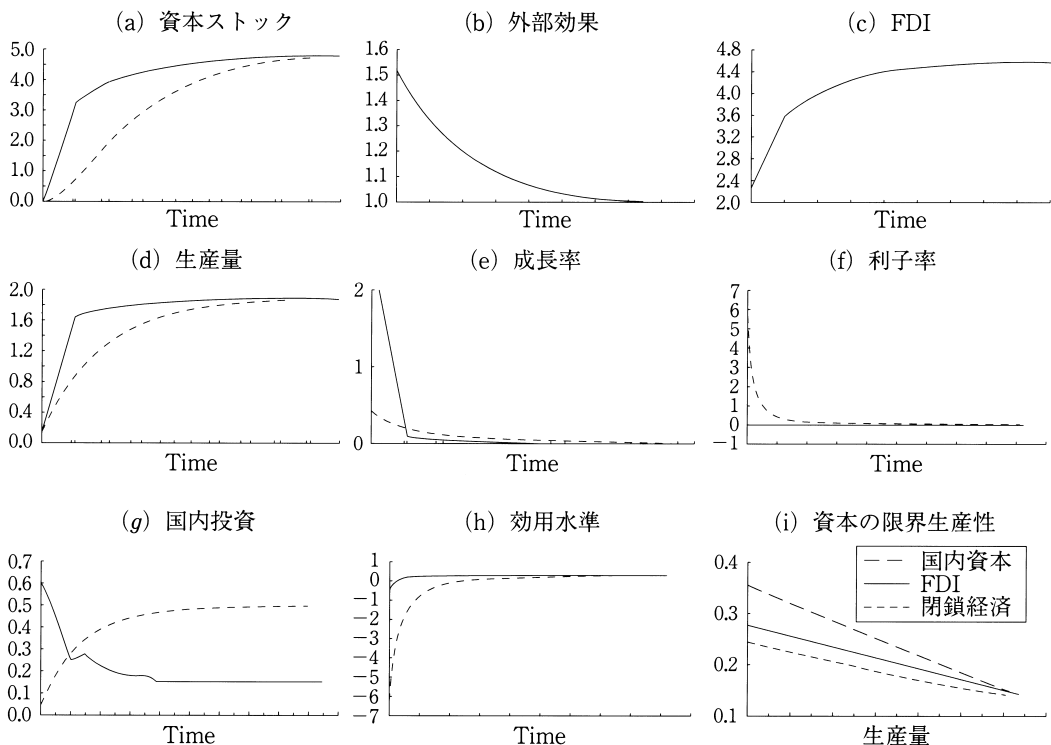 (a) 資本ストック
5.0
4.0
3.0
2.0
1.0
0.0
Time
(b) 外部効果
1.6
1.5
1.4
1.3
1.2
1.1
1.0
Time
(c) FDI
4.8
4.4
4.0
3.6
3.2
2.8
2.4
2.0
Time
(d) 生産量
2.0
1.6
1.2
0.8
0.4
0.0
Time
(e) 成長率
2
1
0
Time
(f) 利子率
7
6
5
4
3
2
1
0
−1
Time
(g) 国内投資
0.7
0.6
0.5
0.4
0.3
0.2
0.1
0.0
Time
(h) 効用水準
1
0
−1
−2
−3
−4
−5
−6
−7
Time
(i) 資本の限界生産性
国内資本
FDI
閉鎖経済
0.4
0.3
0.2
0.1
生産量